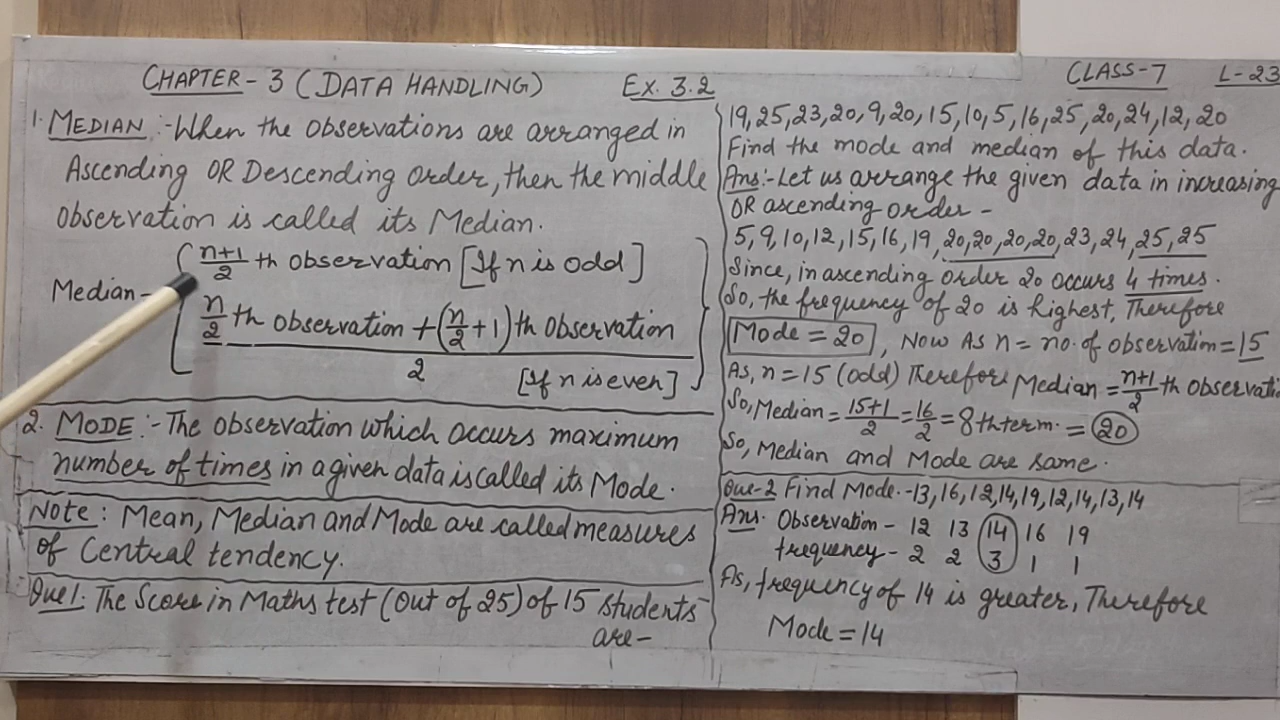 CHAPTER-3 (DATA HANDLING) Ex. 3.2
1. MEDIAN:- When the observations are arranged in
Ascending OR Descending order, then the middle
observation is called its Median.
Median- { n+1/2 th observation [If n is odd]
n/2 th observation + (n/2 + 1) th observation
2 [If n is even]
2. MODE:- The observation which occurs maximum
number of times in a given data is called its Mode.
Note: Mean, Median and Mode are called measures
of Central tendency.
Que 1. The Score in Maths test (out of 25) of 15 students
are-
CLASS-7 L-23
19, 25, 23, 20, 9, 20, 15, 10, 5, 16, 25, 20, 24, 12, 20
Find the mode and median of this data.
Ans:- Let us arrange the given data in increasing
OR ascending order-
5, 9, 10, 12, 15, 16, 19, 20, 20, 20, 20, 23, 24, 25, 25
Since, in ascending order 20 occurs 4 times.
So, the frequency of 20 is highest, Therefore
Mode = 20, Now As n = no. of observation = 15
As, n = 15 (odd) Therefore Median = n+1/2 th observati
So, Median = 15+1/2 = 16/2 = 8th term. = 20
So, Median and Mode are same.
Que-2 Find Mode.- 13, 16, 12, 14, 19, 12, 14, 13, 14
Ans. Observation- 12 13 14 16 19
frequency- 2 2 3 1 1
As, frequency of 14 is greater, Therefore
Mode = 14